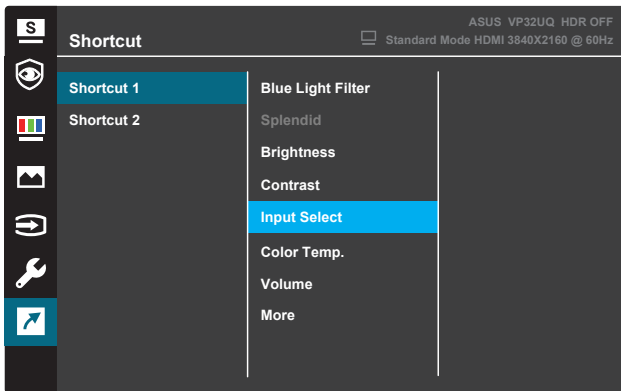 S
Shortcut
ASUS VP32UQ HDR OFF
Standard Mode HDMI 3840X2160 @ 60Hz
Shortcut 1
Shortcut 2
Blue Light Filter
Splendid
Brightness
Contrast
Input Select
Color Temp.
Volume
More